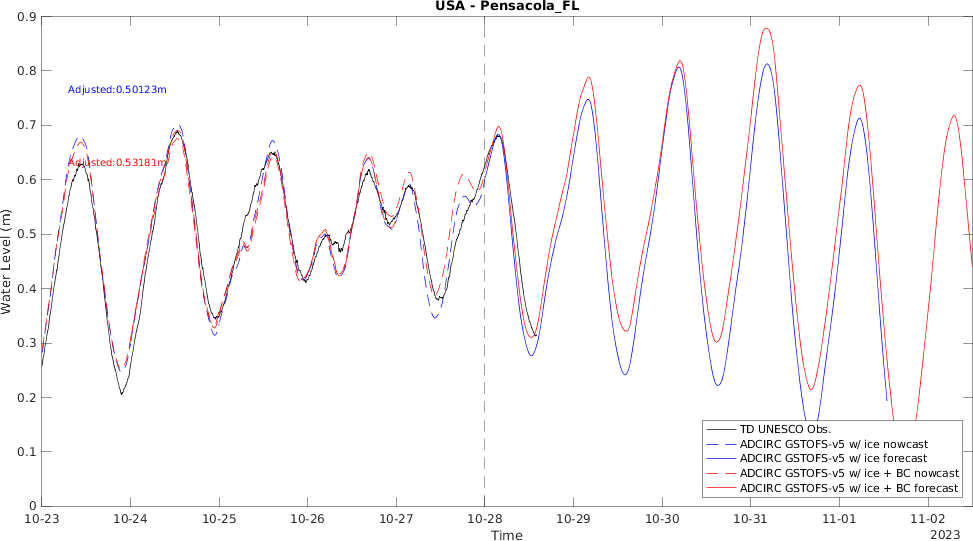 USA - Pensacola_FL
0.9
0.8
0.7
0.6
0.5
0.4
0.3
0.2
0.1
0
Water Level (m)
Adjusted:0.50123m
Adjusted:0.53181m
TD UNESCO Obs.
ADCIRC GSTOFS-v5 w/ ice nowcast
ADCIRC GSTOFS-v5 w/ ice forecast
ADCIRC GSTOFS-v5 w/ ice + BC nowcast
ADCIRC GSTOFS-v5 w/ ice + BC forecast
10-23 10-24 10-25 10-26 10-27 10-28 10-29 10-30 10-31 11-01 11-02
Time
2023